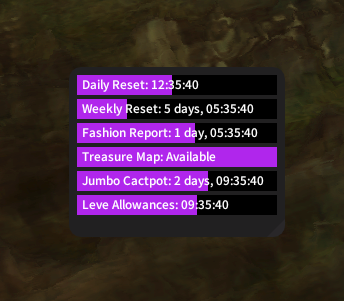 Daily Reset: 12:35:40
Weekly Reset: 5 days, 05:35:40
Fashion Report: 1 day, 05:35:40
Treasure Map: Available
Jumbo Cactpot: 2 days, 09:35:40
Leve Allowances: 09:35:40